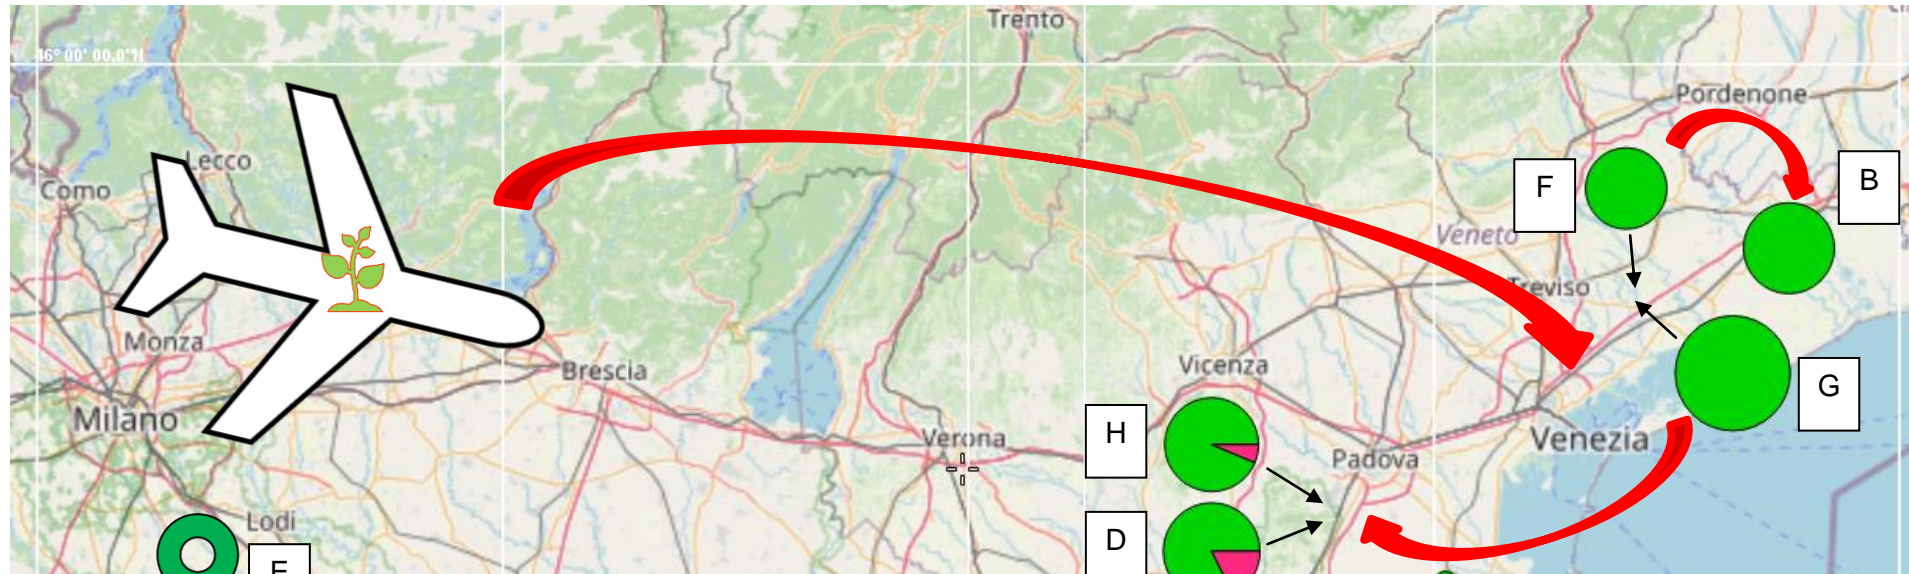 Trento
46° 00' 00.0"N
Pordenone
Lecco
Como
F
B
Veneto
Treviso
Monza
Brescia
Vicenza
G
Milano
H
Verona
Venezia
Padova
Lodi
D